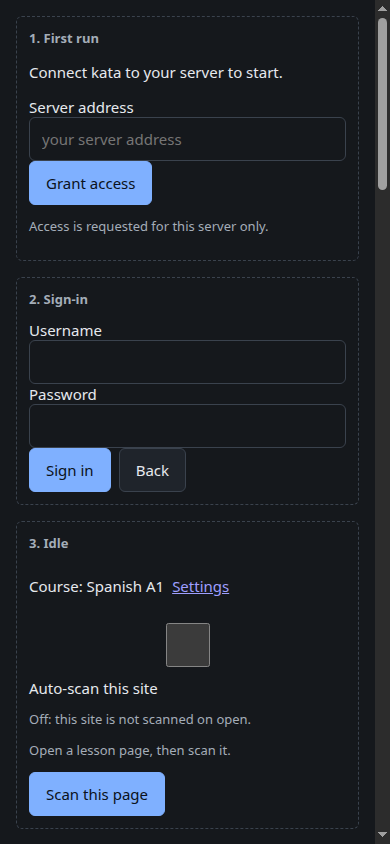 1. First run
Connect kata to your server to start.
Server address
your server address
Grant access
Access is requested for this server only.
2. Sign-in
Username
Password
Sign in Back
3. Idle
Course: Spanish A1 Settings
Auto-scan this site
Off: this site is not scanned on open.
Open a lesson page, then scan it.
Scan this page